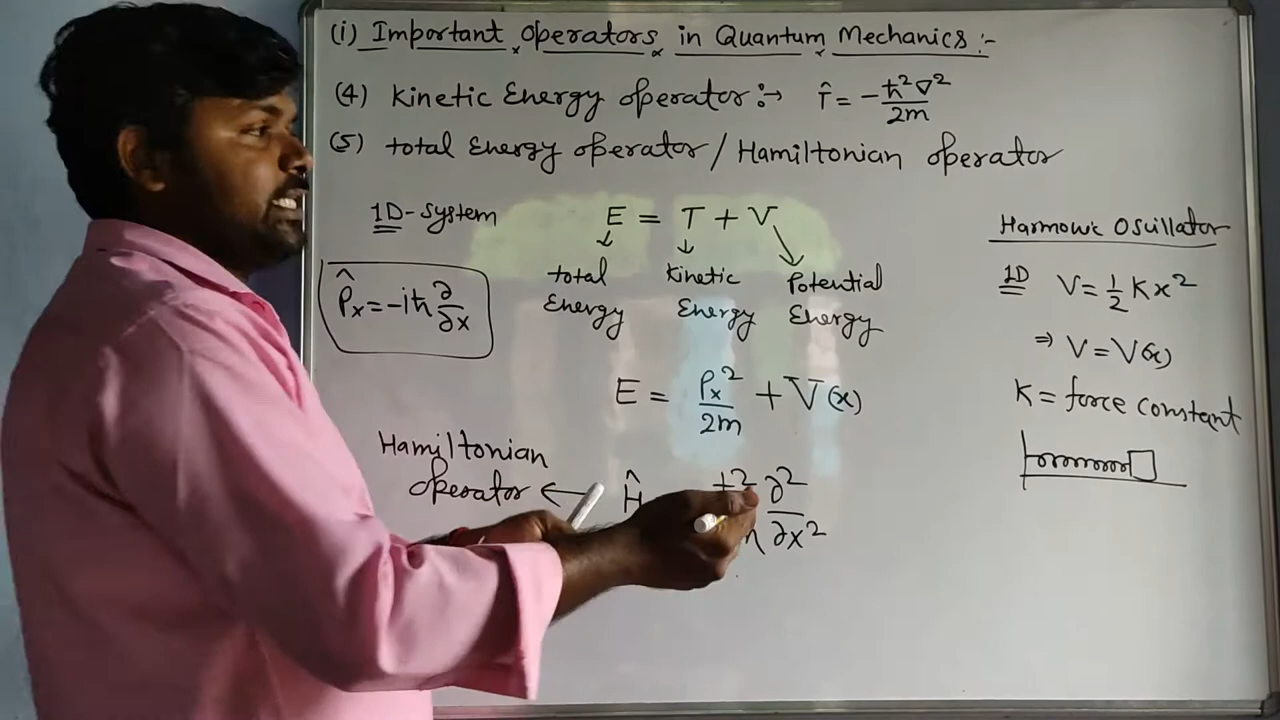 (i) Important Operators in Quantum Mechanics :-
(4) Kinetic Energy operator :→ T̂ = -ħ²∇²/2m
(5) total Energy operator / Hamiltonian operator
1D-system
E = T + V
total Energy
Kinetic Energy
Potential Energy
P̂x = -iħ ∂/∂x
E = Px²/2m + V(x)
Hamiltonian
operator ← Ĥ
∂²/∂x²
Harmowc Oscillator
1D V = 1/2 Kx²
⇒ V = V(x)
K = force constant